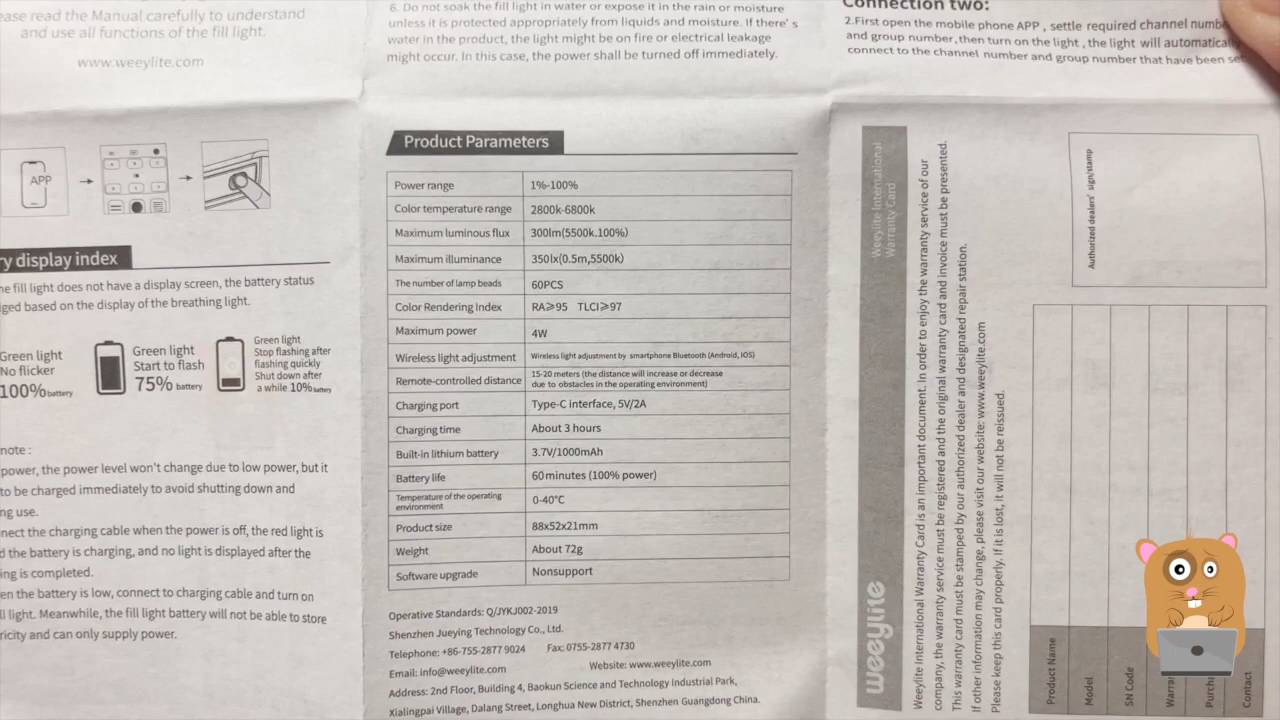 ease read the Manual carefully to understand
and use all functions of the fill light.
www.weeylite.com
APP
y display index
e fill light does not have a display screen, the battery status
ged based on the display of the breathing light.
Green light
No flicker
100% battery
Green light
Start to flash
75% battery
Green light
Stop flashing after
flashing quickly
Shut down after
a while 10% battery
note :
power, the power level won't change due to low power, but it
to be charged immediately to avoid shutting down and
ng use.
nect the charging cable when the power is off, the red light is
d the battery is charging, and no light is displayed after the
ing is completed.
en the battery is low, connect to charging cable and turn on
ll light. Meanwhile, the fill light battery will not be able to store
ricity and can only supply power.
6. Do not soak the fill light in water or expose it in the rain or moisture
unless it is protected appropriately from liquids and moisture. If there' s
water in the product, the light might be on fire or electrical leakage
might occur. In this case, the power shall be turned off immediately.
Product Parameters
Power range 1%-100%
Color temperature range 2800k-6800k
Maximum luminous flux 300lm(5500k.100%)
Maximum illuminance 350lx(0.5m,5500k)
The number of lamp beads 60PCS
Color Rendering Index RA≥95 TLCI≥97
Maximum power 4W
Wireless light adjustment Wireless light adjustment by smartphone Bluetooth (Android, IOS)
Remote-controlled distance 15-20 meters (the distance will increase or decrease
due to obstacles in the operating environment)
Charging port Type-C interface, 5V/2A
Charging time About 3 hours
Built-in lithium battery 3.7V/1000mAh
Battery life 60 minutes (100% power)
Temperature of the operating
environment 0-40°C
Product size 88x52x21mm
Weight About 72g
Software upgrade Nonsupport
Operative Standards: Q/JYKJ002-2019
Shenzhen Jueying Technology Co., Ltd.
Telephone: +86-755-2877 9024 Fax: 0755-2877 4730
Email: info@weeylite.com Website: www.weeylite.com
Address: 2nd Floor, Building 4, Baokun Science and Technology Industrial Park,
Xialingpai Village, Dalang Street, Longhua New District, Shenzhen Guangdong China.
Connection two:
2.First open the mobile phone APP , settle required channel numbe
and group number,then turn on the light , the light will automatically
connect to the channel number and group number that have been set
weeylite
Weeylite International
Warranty Card
Weeylite International Warranty Card is an important document. In order to enjoy the warranty service of our
company, the warranty service must be registered and the original warranty card and invoice must be presented.
This warranty card must be stamped by our authorized dealer and designated repair station.
If other information may change, please visit our website: www.weeylite.com
Please keep this card properly. If it is lost, it will not be reissued.
Authorized dealers' sign/stamp
Product Name
Model
SN Code
Warra
Purcha
Contact